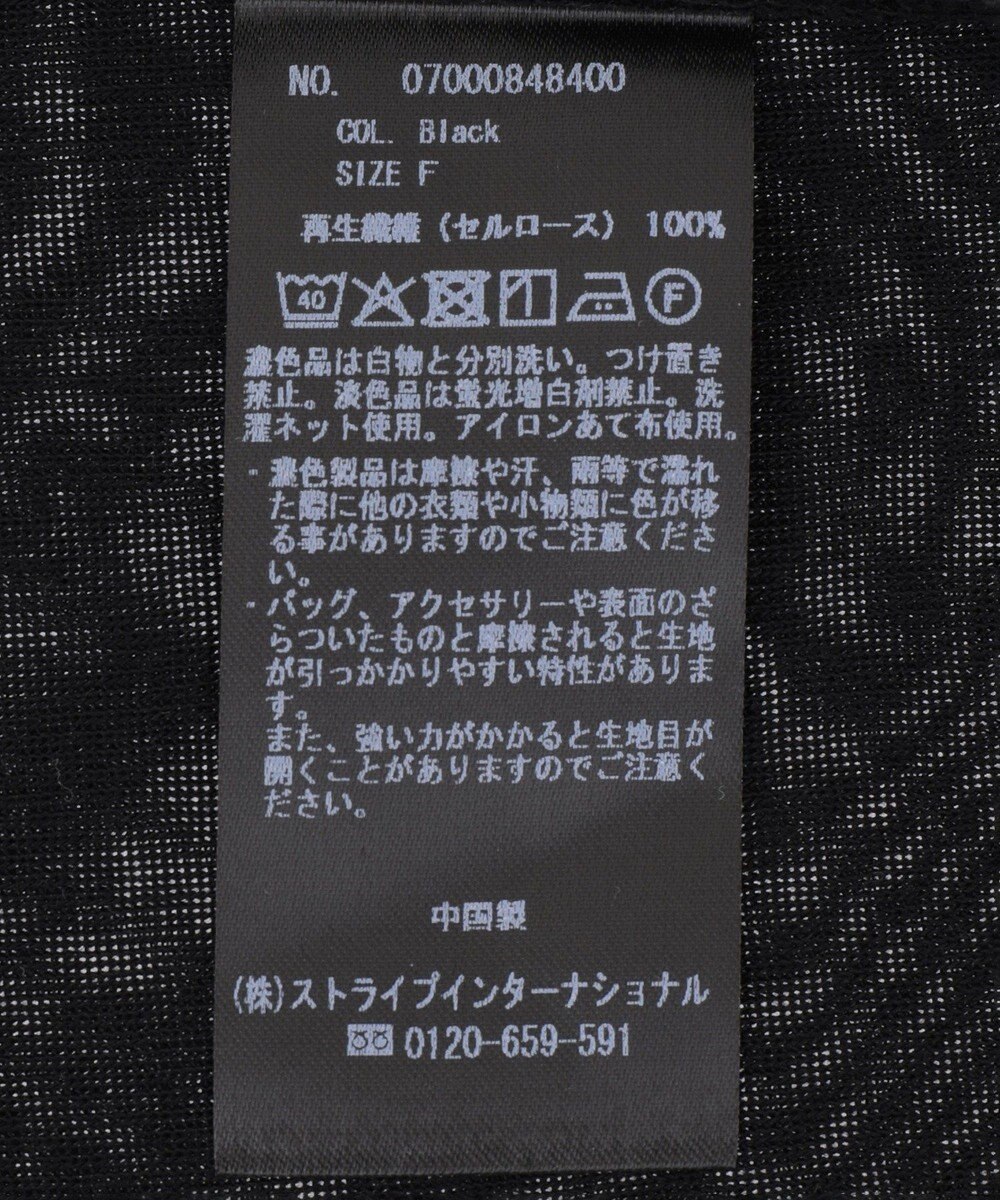 NO. 07000848400
COL. Black
SIZE F
再生繊維 (セルロース) 100%
40 F
濃色品は白物と分別洗い。つけ置き
禁止。淡色品は蛍光増白剤禁止。洗
濯ネット使用。アイロンあて布使用。
・濃色製品は摩擦や汗、雨等で濡れ
た際に他の衣類や小物類に色が移
る事がありますのでご注意くださ
い。
・バッグ、アクセサリーや表面のざ
らついたものと摩擦されると生地
が引っかかりやすい特性がありま
す。
また、強い力がかかると生地目が
開くことがありますのでご注意く
ださい。
中国製
(株)ストライプインターナショナル
0120-659-591